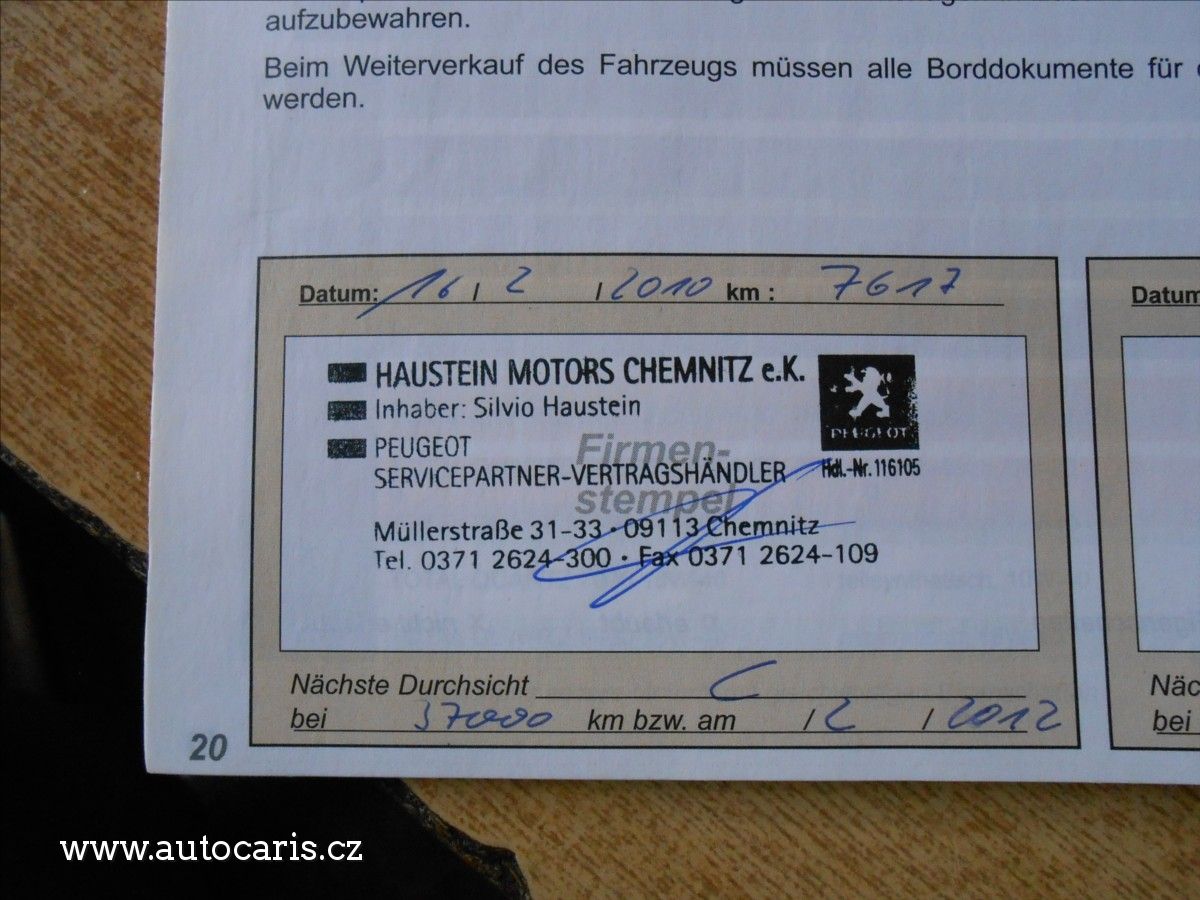 aufzubewahren.
Beim Weiterverkauf des Fahrzeugs müssen alle Borddokumente für
werden.
Datum: 16 / 2 / 2010 km : 7617
Datum
HAUSTEIN MOTORS CHEMNITZ e.K.
Inhaber: Silvio Haustein
PEUGEOT
PEUGEOT
SERVICEPARTNER-VERTRAGSHÄNDLER
Hdl.-Nr. 116105
Firmen-
stempel
Müllerstraße 31-33 · 09113 Chemnitz
Tel. 0371 2624-300 · Fax 0371 2624-109
Nächste Durchsicht C
bei 37000 km bzw. am / 2 / 2012
Näc
bei
20
www.autocaris.cz